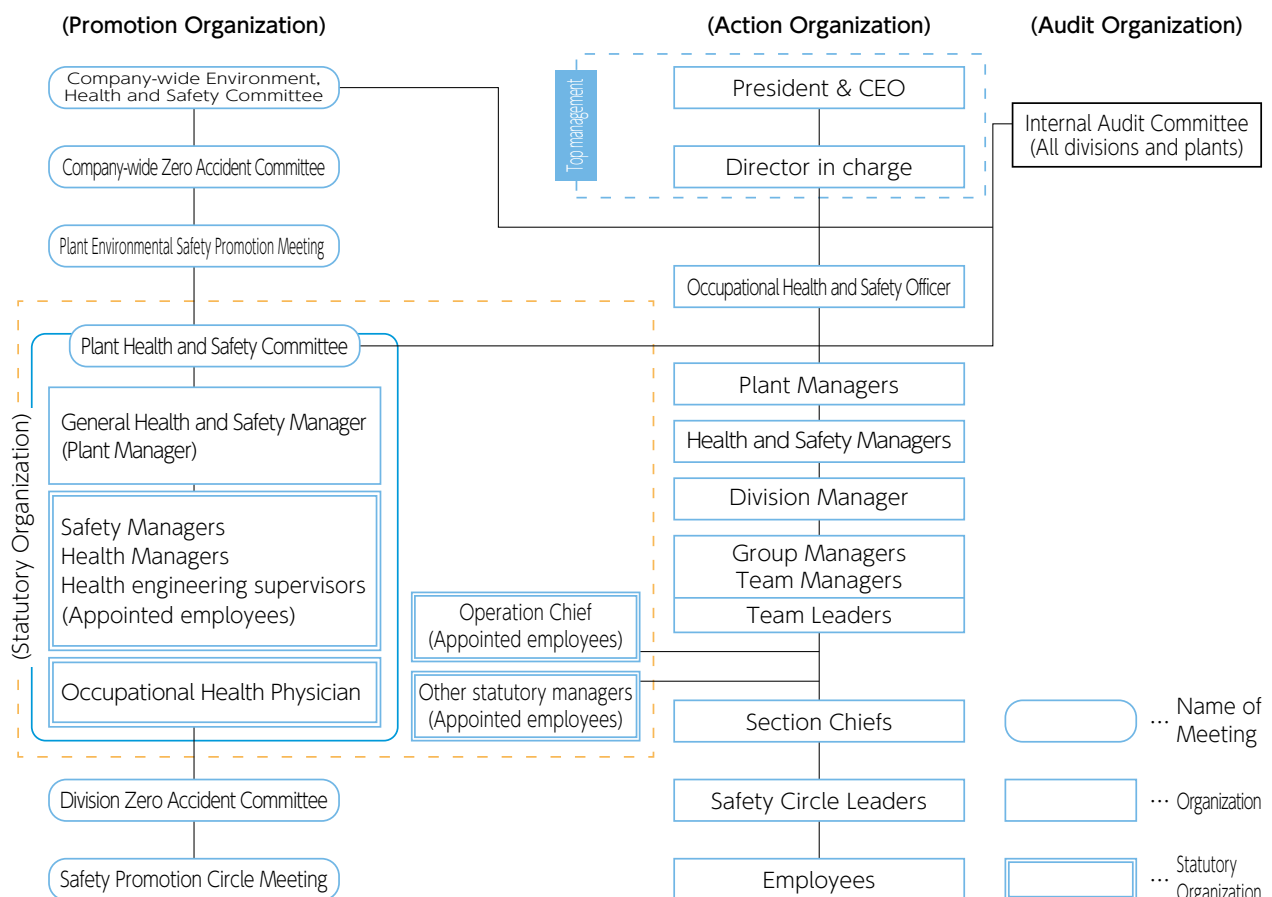 (Promotion Organization)
Company-wide Environment,
Health and Safety Committee
Company-wide Zero Accident Committee
Plant Environmental Safety Promotion Meeting
(Statutory Organization)
Plant Health and Safety Committee
General Health and Safety Manager
(Plant Manager)
Safety Managers
Health Managers
Health engineering supervisors
(Appointed employees)
Occupational Health Physician
Operation Chief
(Appointed employees)
Other statutory managers
(Appointed employees)
Division Zero Accident Committee
Safety Promotion Circle Meeting
(Action Organization)
Top management
President & CEO
Director in charge
Occupational Health and Safety Officer
Plant Managers
Health and Safety Managers
Division Manager
Group Managers
Team Managers
Team Leaders
Section Chiefs
Safety Circle Leaders
Employees
(Audit Organization)
Internal Audit Committee
(All divisions and plants)
… Name of
Meeting
… Organization
… Statutory
Organization